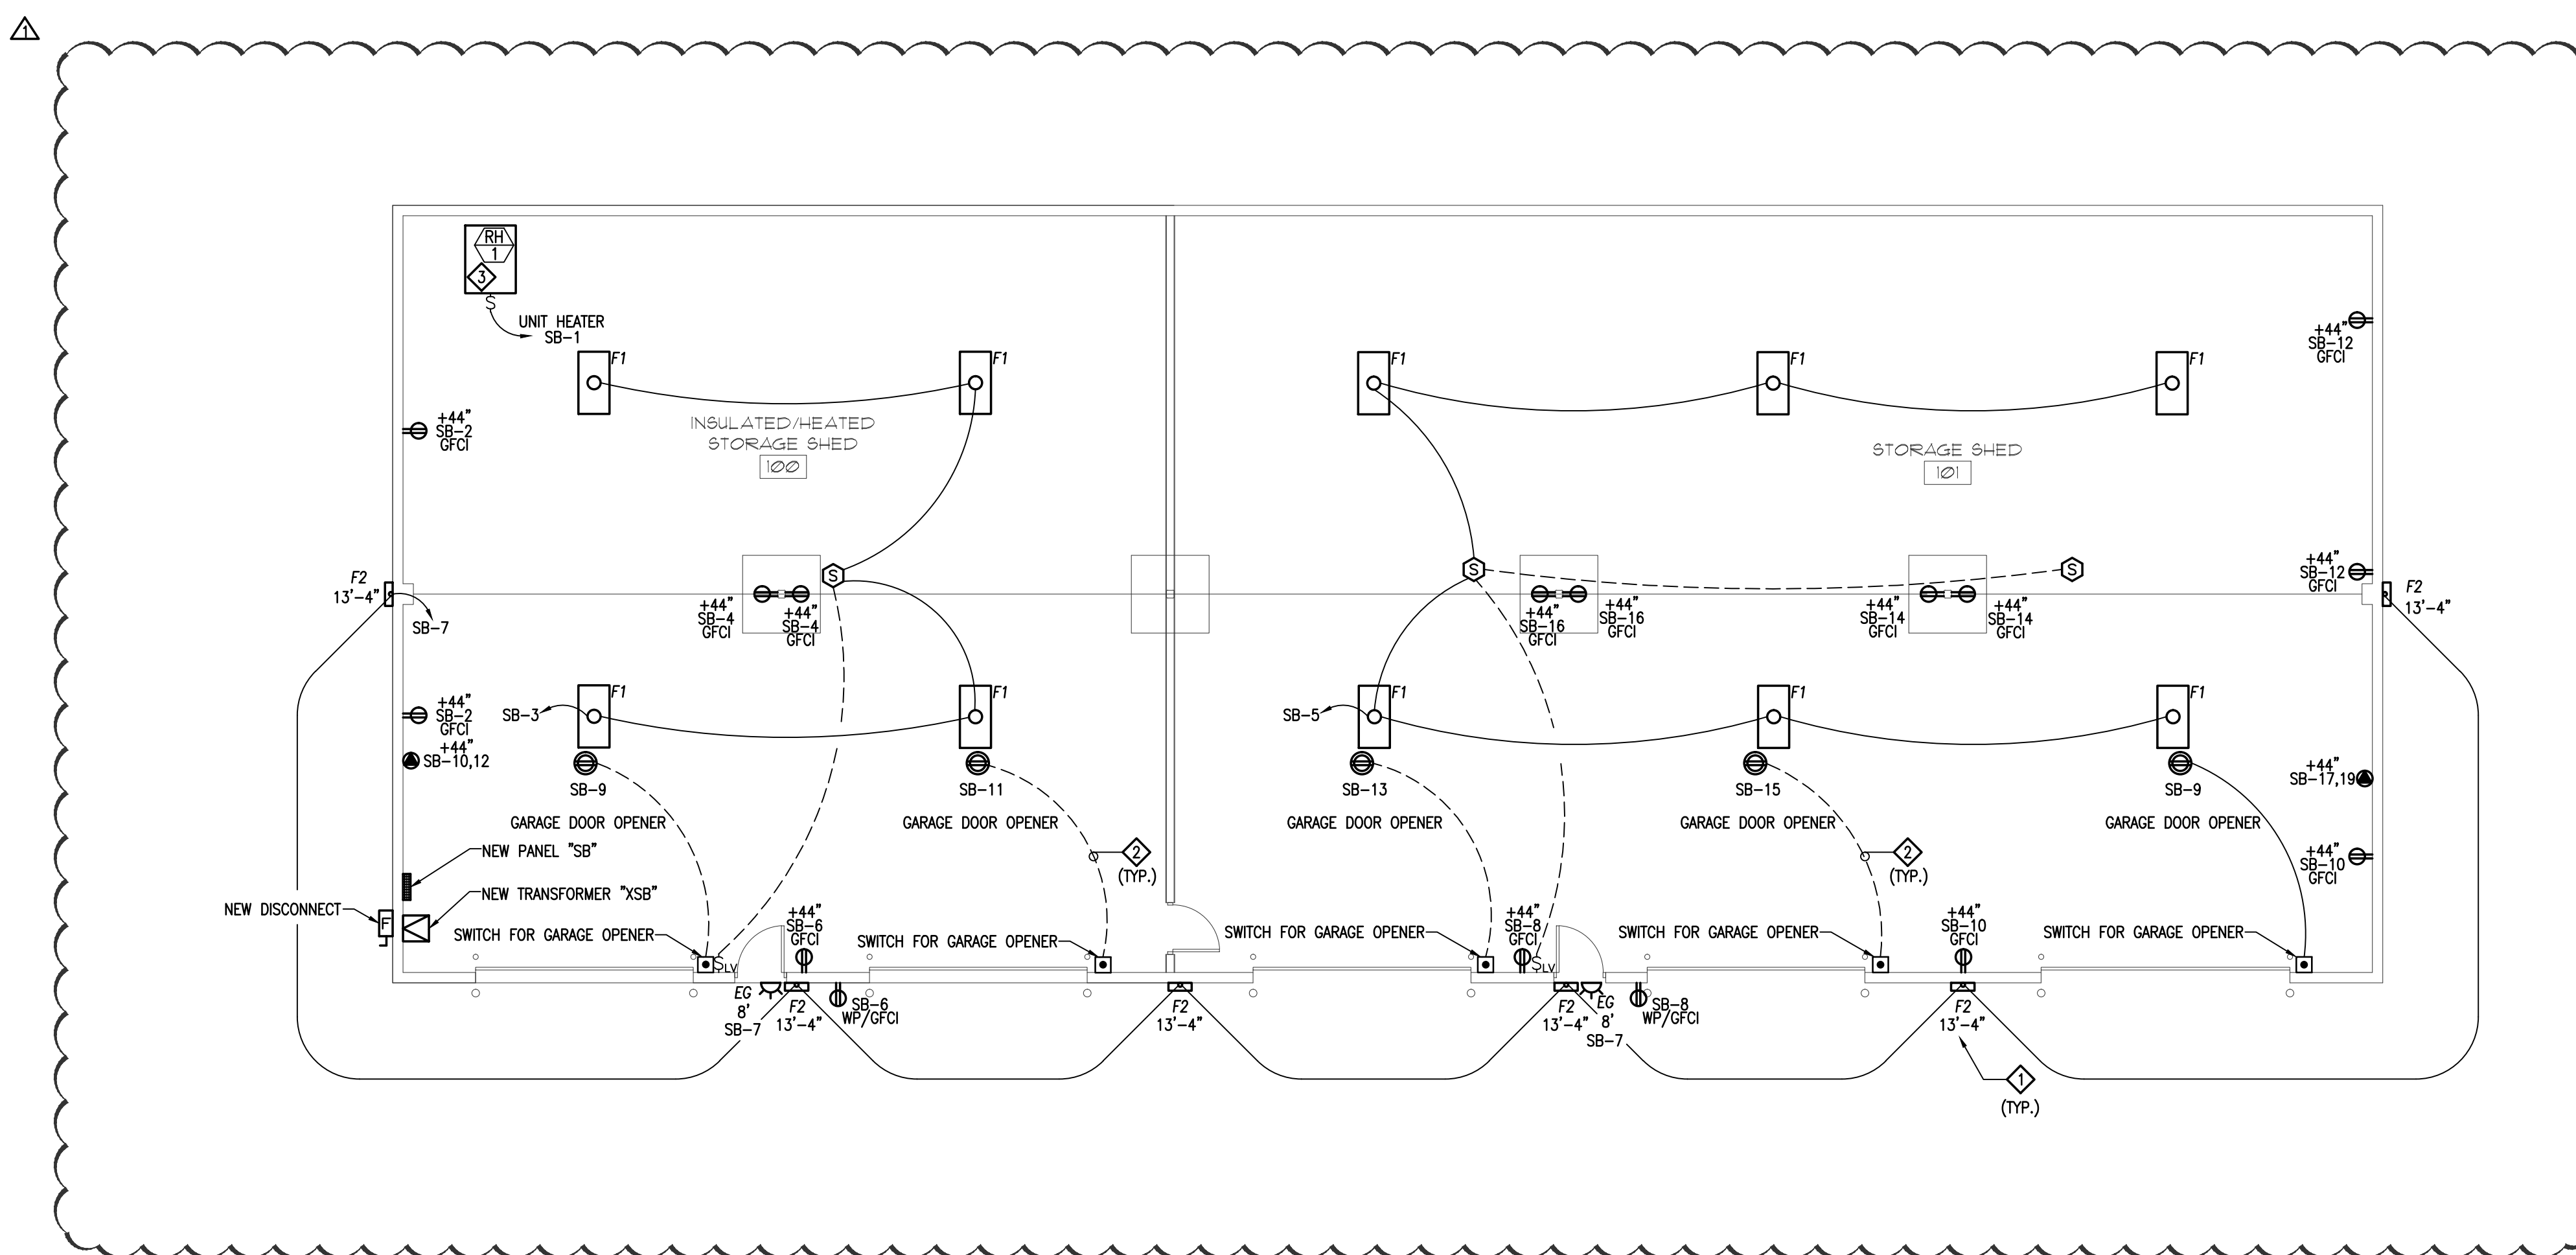 1
RH
1
3
S
UNIT HEATER
SB-1
F1
F1
F1
F1
F1
+44"
SB-12
GFCI
+44"
SB-2
GFCI
INSULATED/HEATED
STORAGE SHED
100
STORAGE SHED
101
F2
13'-4"
SB-7
+44"
SB-4
GFCI
+44"
SB-4
GFCI
S
S
+44"
SB-16
GFCI
+44"
SB-16
GFCI
+44"
SB-14
GFCI
+44"
SB-14
GFCI
S
+44"
SB-12
GFCI
F2
13'-4"
+44"
SB-2
GFCI
+44"
SB-10,12
SB-3
F1
F1
SB-5
F1
F1
F1
SB-9
GARAGE DOOR OPENER
SB-11
GARAGE DOOR OPENER
SB-13
GARAGE DOOR OPENER
SB-15
GARAGE DOOR OPENER
SB-9
GARAGE DOOR OPENER
+44"
SB-17,19
+44"
SB-10
GFCI
NEW PANEL "SB"
NEW TRANSFORMER "XSB"
NEW DISCONNECT
F
2
(TYP.)
2
(TYP.)
SWITCH FOR GARAGE OPENER
SLV
+44"
SB-6
GFCI
SWITCH FOR GARAGE OPENER
SWITCH FOR GARAGE OPENER
+44"
SB-8
GFCI
SLV
SWITCH FOR GARAGE OPENER
+44"
SB-10
GFCI
SWITCH FOR GARAGE OPENER
EG
8'
SB-7
F2
13'-4"
SB-6
WP/GFCI
F2
13'-4"
F2
13'-4"
EG
8'
SB-7
SB-8
WP/GFCI
F2
13'-4"
1
(TYP.)